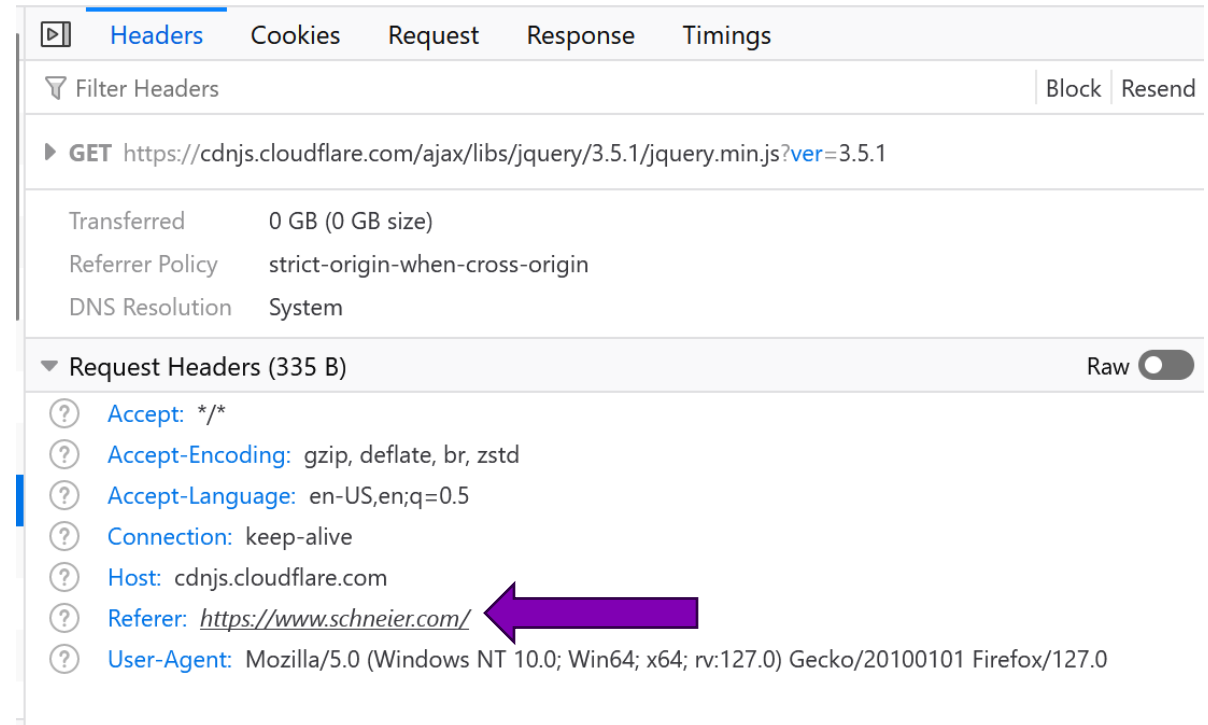 Headers Cookies Request Response Timings
Filter Headers Block Resend
GET https://cdnjs.cloudflare.com/ajax/libs/jquery/3.5.1/jquery.min.js?ver=3.5.1
Transferred 0 GB (0 GB size)
Referrer Policy strict-origin-when-cross-origin
DNS Resolution System
Request Headers (335 B) Raw
? Accept: */*
? Accept-Encoding: gzip, deflate, br, zstd
? Accept-Language: en-US,en;q=0.5
? Connection: keep-alive
? Host: cdnjs.cloudflare.com
? Referer: https://www.schneier.com/
? User-Agent: Mozilla/5.0 (Windows NT 10.0; Win64; x64; rv:127.0) Gecko/20100101 Firefox/127.0